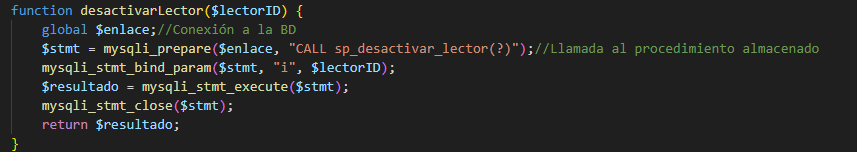 function desactivarLector($lectorID) {
    global $enlace;//Conexión a la BD
    $stmt = mysqli_prepare($enlace, "CALL sp_desactivar_lector(?)");//Llamada al procedimiento almacenado
    mysqli_stmt_bind_param($stmt, "i", $lectorID);
    $resultado = mysqli_stmt_execute($stmt);
    mysqli_stmt_close($stmt);
    return $resultado;
}